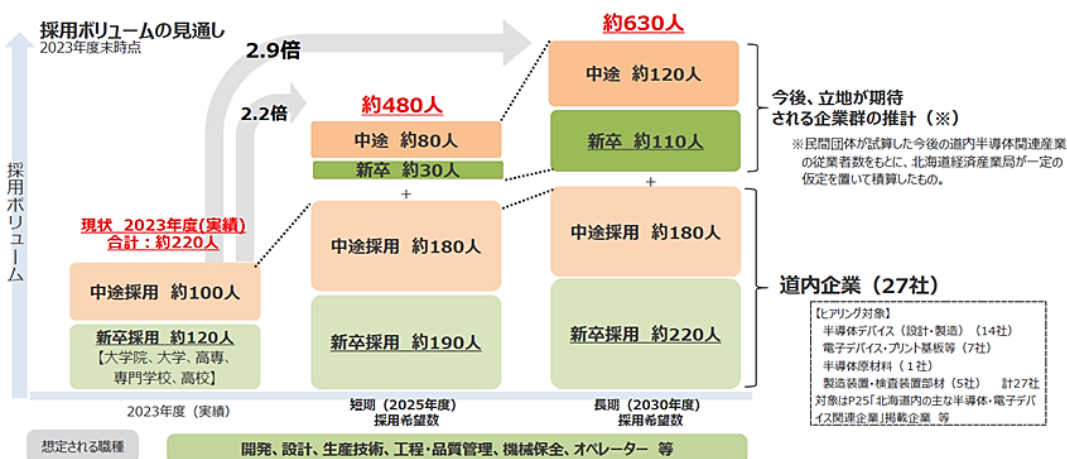 採用ボリュームの見通し
2023年度末時点
採用ボリューム
2.9倍
2.2倍
現状 2023年度(実績)
合計：約220人
中途採用 約100人
新卒採用 約120人
【大学院、大学、高専、
専門学校、高校】
2023年度（実績）
約480人
中途 約80人
新卒 約30人
+
中途採用 約180人
新卒採用 約190人
短期（2025年度）
採用希望数
約630人
中途 約120人
新卒 約110人
+
中途採用 約180人
新卒採用 約220人
長期（2030年度）
採用希望数
今後、立地が期待
される企業群の推計（※）
※民間団体が試算した今後の道内半導体関連産業
の従業者数をもとに、北海道経済産業局が一定の
仮定を置いて積算したもの。
道内企業（27社）
【ヒアリング対象】
半導体デバイス（設計・製造）（14社）
電子デバイス・プリント基板等（7社）
半導体原材料（１社）
製造装置・検査装置部材（5社） 計27社
対象はP25「北海道内の主な半導体・電子デバ
イス関連企業」掲載企業 等
想定される職種
開発、設計、生産技術、工程・品質管理、機械保全、オペレーター 等